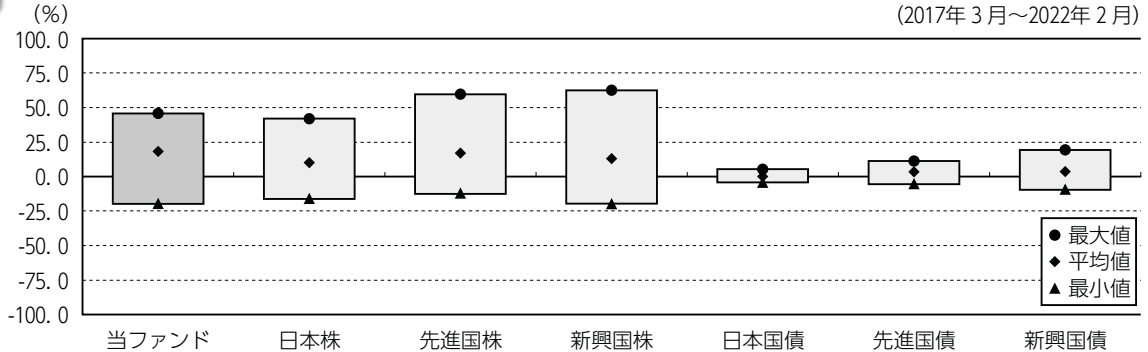 (%)
(2017年3月～2022年2月)
100.0
75.0
50.0
25.0
0.0
-25.0
-50.0
-75.0
-100.0
● 最大値
◆ 平均値
▲ 最小値
当ファンド 日本株 先進国株 新興国株 日本国債 先進国債 新興国債